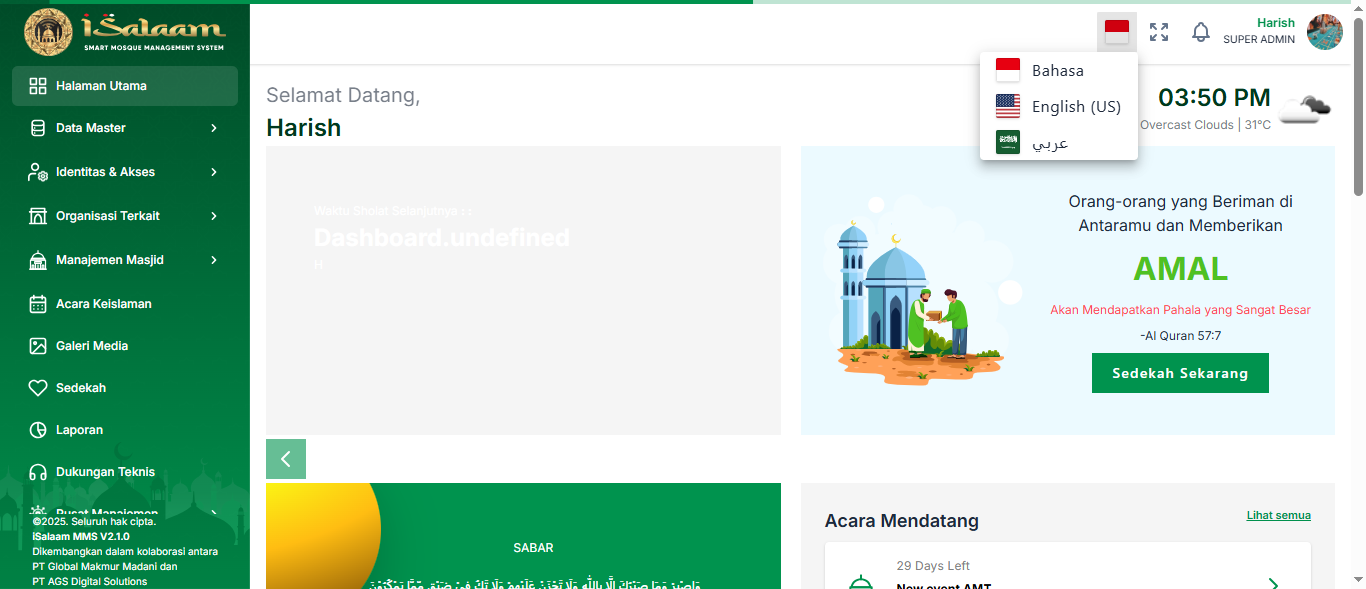 iSalaam
SMART MOSQUE MANAGEMENT SYSTEM
Halaman Utama
Data Master
Identitas & Akses
Organisasi Terkait
Manajemen Masjid
Acara Keislaman
Galeri Media
Sedekah
Laporan
Dukungan Teknis
Pusat Manajemen
©2025. Seluruh hak cipta.
iSalaam MMS V2.1.0
Dikembangkan dalam kolaborasi antara
PT Global Makmur Madani dan
PT AGS Digital Solutions
Harish
SUPER ADMIN
Bahasa
English (US)
عربي
Selamat Datang,
Harish
03:50 PM
Overcast Clouds | 31°C
Waktu Sholat Selanjutnya : :
Dashboard.undefined
H
Orang-orang yang Beriman di
Antaramu dan Memberikan
AMAL
Akan Mendapatkan Pahala yang Sangat Besar
-Al Quran 57:7
Sedekah Sekarang
SABAR
وَاصْبِرْ وَمَا صَبْرُكَ إِلَّا بِاللَّهِ وَلَا تَحْزَنْ عَلَيْهِمْ وَلَا تَكُ فِي ضَيْقٍ مِّمَّا يَمْكُرُونَ
Acara Mendatang
Lihat semua
29 Days Left
New event AMT